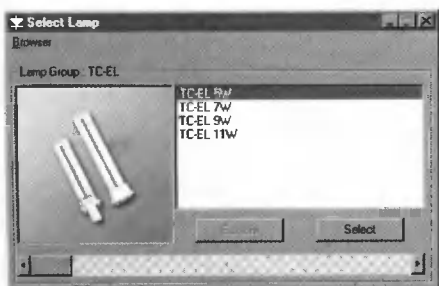 Select Lamp
Browser
Lamp Group: TC-EL
TC-EL 5W
TC-EL 7W
TC-EL 9W
TC-EL 11W
Select